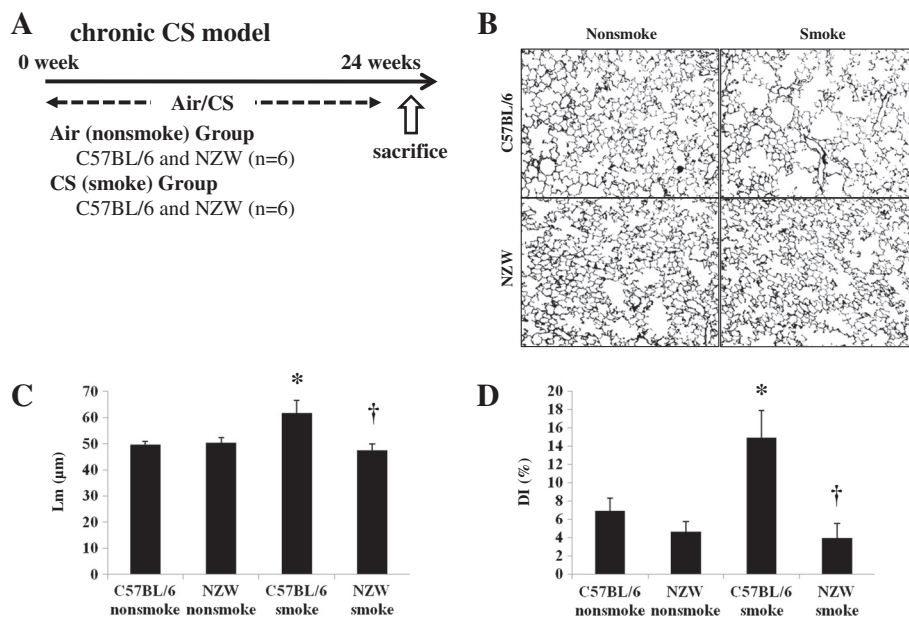 A
chronic CS model
0 week
24 weeks
Air/CS
sacrifice
Air (nonsmoke) Group
C57BL/6 and NZW (n=6)
CS (smoke) Group
C57BL/6 and NZW (n=6)
B
Nonsmoke
Smoke
C57BL/6
NZW
C
Lm (μm)
70
60
50
40
30
20
10
0
*
†
C57BL/6 nonsmoke
NZW nonsmoke
C57BL/6 smoke
NZW smoke
D
DI (%)
20
18
16
14
12
10
8
6
4
2
0
*
†
C57BL/6 nonsmoke
NZW nonsmoke
C57BL/6 smoke
NZW smoke